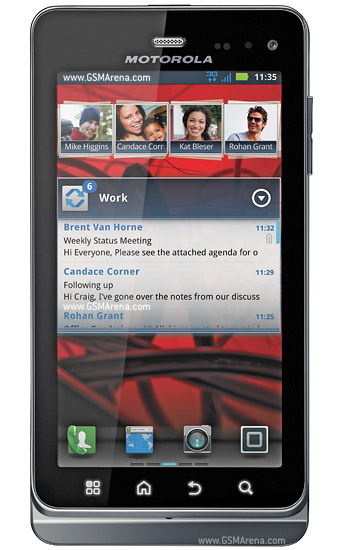 MOTOROLA
www.GSMArena.com
3G
11:35
Mike Higgins
Candace Corr
Kat Bleser
Rohan Grant
6
Work
Brent Van Horne 11:32
Weekly Status Meeting
Hi Everyone, Please see the attached agenda for o
Candace Corner 11:29
Following up
Hi Craig, I've gone over the notes from our discuss
www.GSMArena.com
Rohan Grant 11:25
www.GSMArena.com